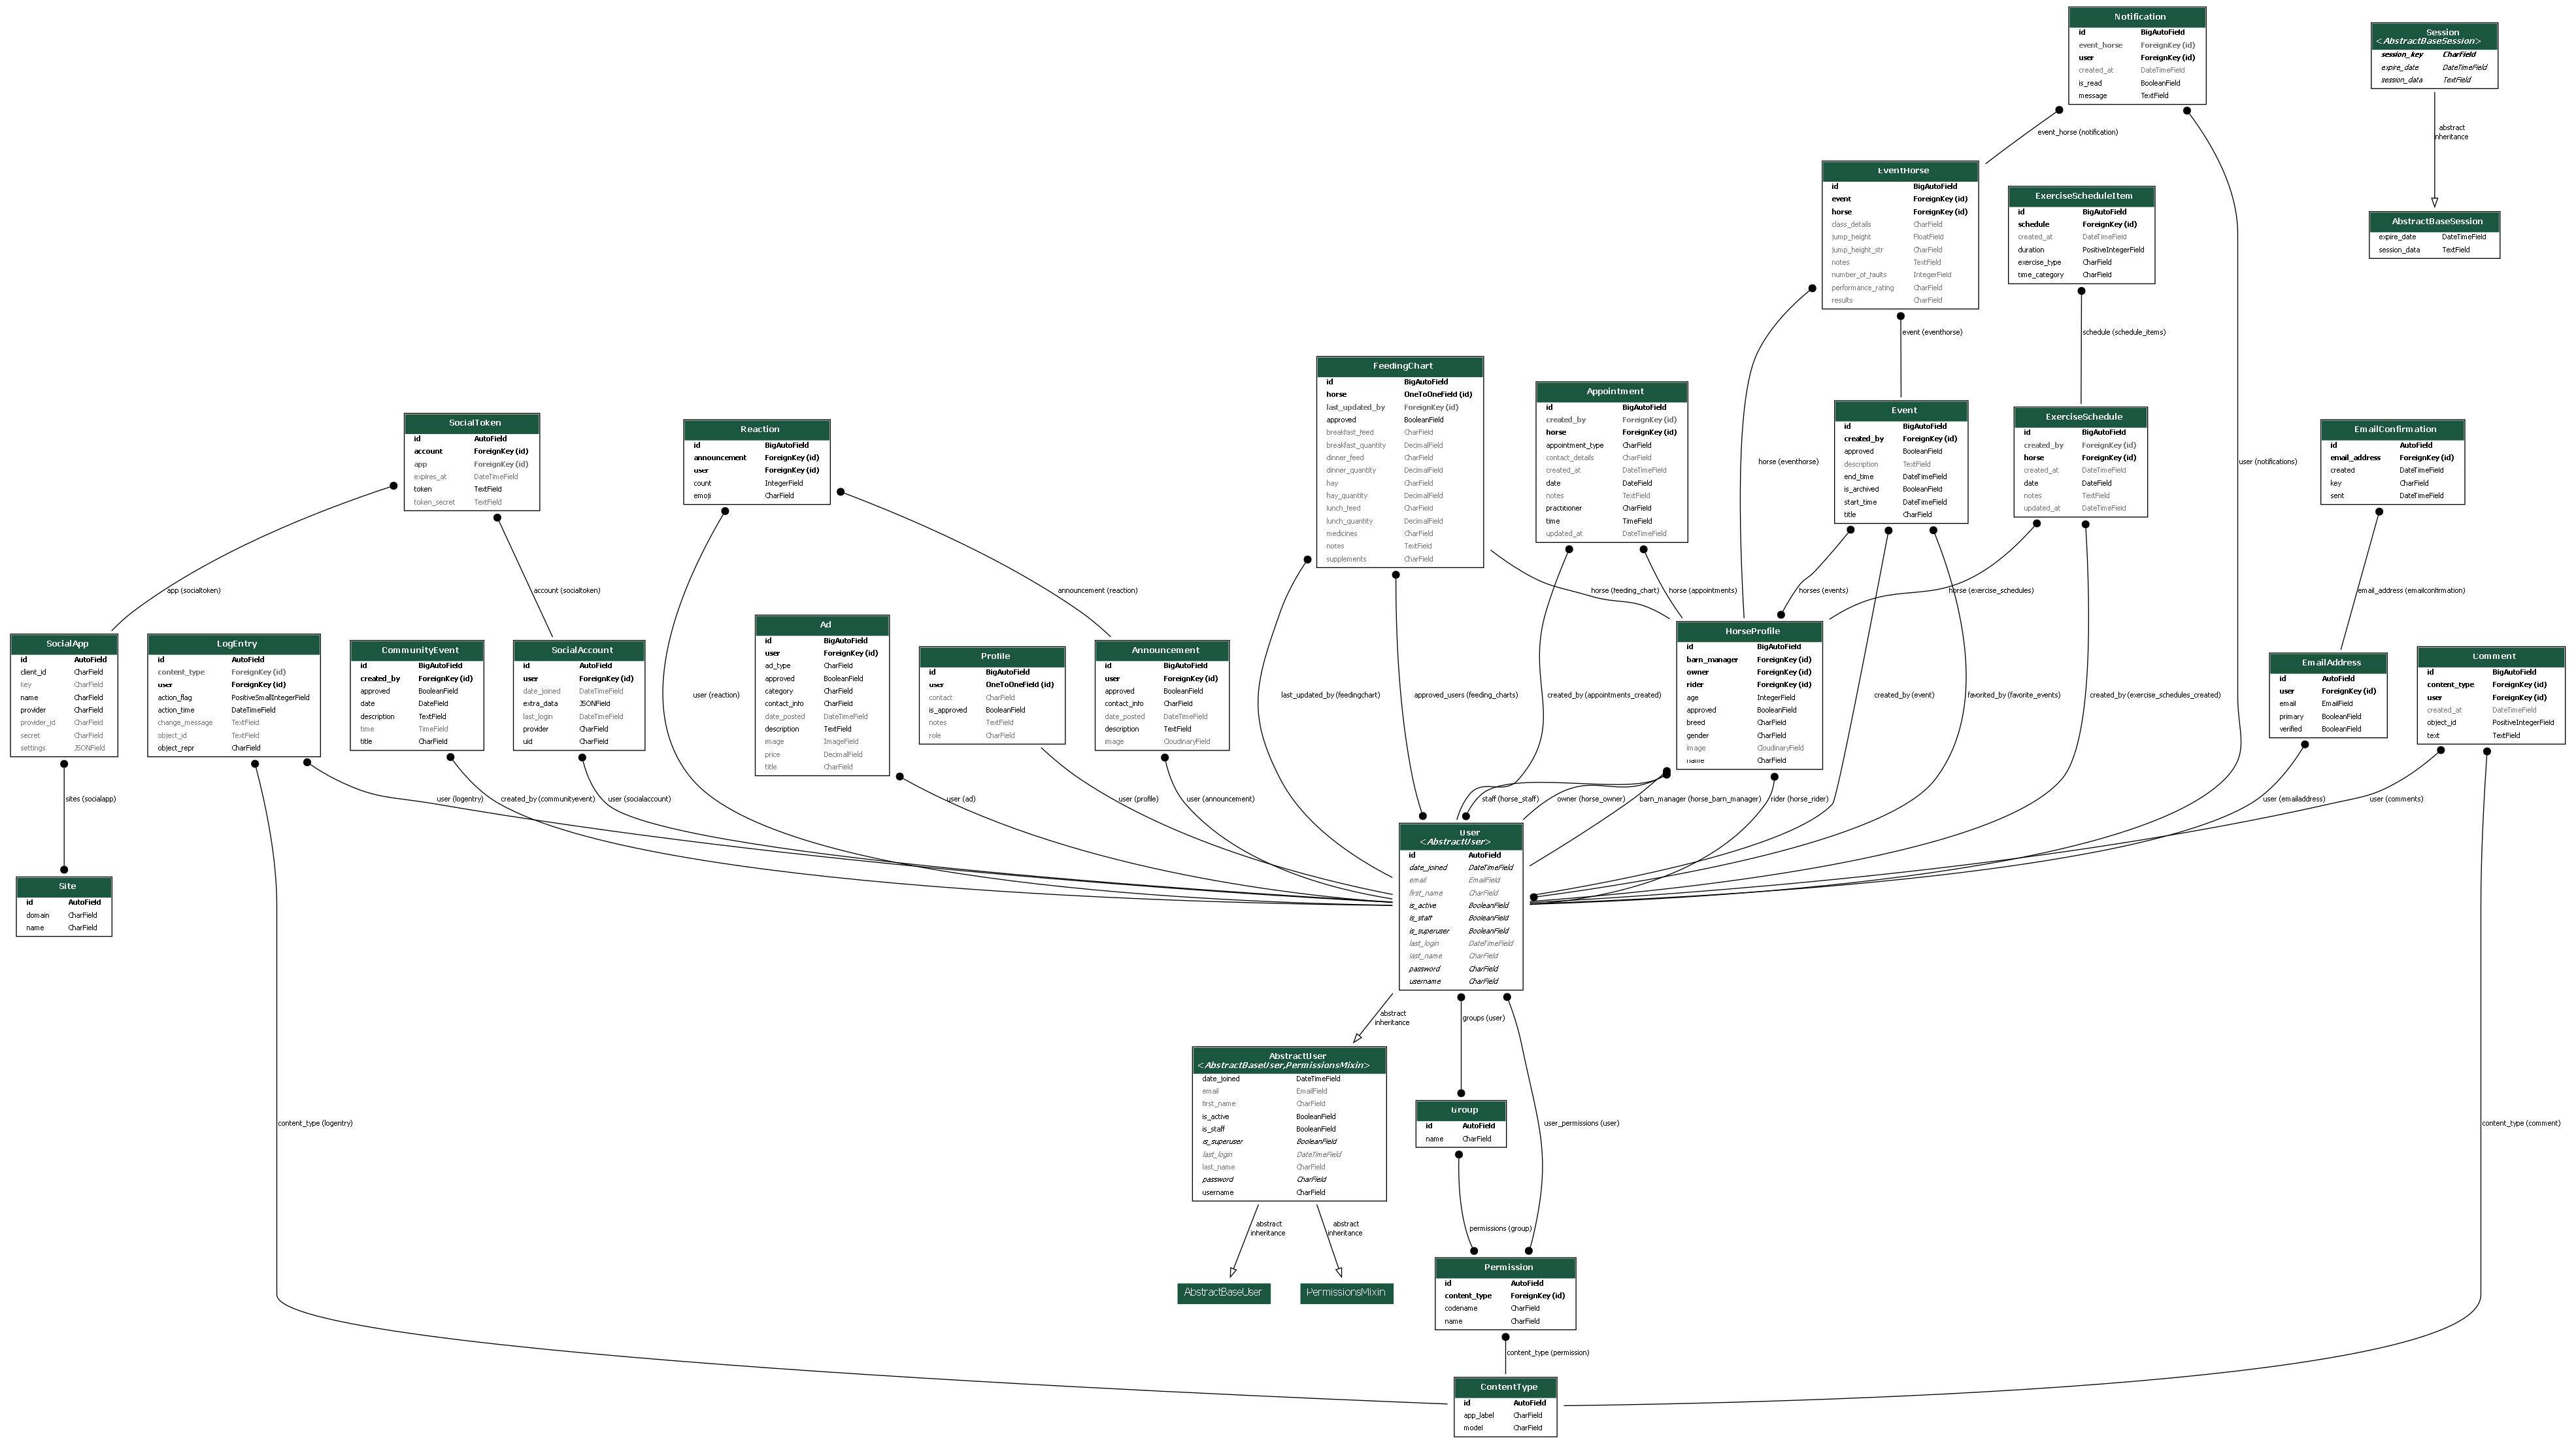 Notification
id BigAutoField
event_horse ForeignKey (id)
user ForeignKey (id)
created_at DateTimeField
is_read BooleanField
message TextField
Session
<AbstractBaseSession>
session_key CharField
expire_date DateTimeField
session_data TextField
event_horse (notification)
abstract
inheritance
EventHorse
id BigAutoField
event ForeignKey (id)
horse ForeignKey (id)
class_details CharField
jump_height FloatField
jump_height_str CharField
notes TextField
number_of_faults IntegerField
performance_rating CharField
results CharField
ExerciseScheduleItem
id BigAutoField
schedule ForeignKey (id)
created_at DateTimeField
duration PositiveIntegerField
exercise_type CharField
time_category CharField
AbstractBaseSession
expire_date DateTimeField
session_data TextField
event (eventhorse)
schedule (schedule_items)
FeedingChart
id BigAutoField
horse OneToOneField (id)
last_updated_by ForeignKey (id)
approved BooleanField
breakfast_feed CharField
breakfast_quantity DecimalField
dinner_feed CharField
dinner_quantity DecimalField
hay CharField
hay_quantity DecimalField
lunch_feed CharField
lunch_quantity DecimalField
medicines CharField
notes TextField
supplements CharField
Appointment
id BigAutoField
created_by ForeignKey (id)
horse ForeignKey (id)
appointment_type CharField
contact_details CharField
created_at DateTimeField
date DateField
notes TextField
practitioner CharField
time TimeField
updated_at DateTimeField
horse (eventhorse)
Event
id BigAutoField
created_by ForeignKey (id)
approved BooleanField
description TextField
end_time DateTimeField
is_archived BooleanField
start_time DateTimeField
title CharField
ExerciseSchedule
id BigAutoField
created_by ForeignKey (id)
horse ForeignKey (id)
created_at DateTimeField
date DateField
notes TextField
updated_at DateTimeField
user (notifications)
EmailConfirmation
id AutoField
email_address ForeignKey (id)
created DateTimeField
key CharField
sent DateTimeField
SocialToken
id AutoField
account ForeignKey (id)
app ForeignKey (id)
expires_at DateTimeField
token TextField
token_secret TextField
Reaction
id BigAutoField
announcement ForeignKey (id)
user ForeignKey (id)
count IntegerField
emoji CharField
app (socialtoken)
account (socialtoken)
announcement (reaction)
horse (feeding_chart)
horse (appointments)
horses (events)
horse (exercise_schedules)
email_address (emailconfirmation)
SocialApp
id AutoField
client_id CharField
key CharField
name CharField
provider CharField
provider_id CharField
secret CharField
settings JSONField
LogEntry
id AutoField
content_type ForeignKey (id)
user ForeignKey (id)
action_flag PositiveSmallIntegerField
action_time DateTimeField
change_message TextField
object_id TextField
object_repr CharField
CommunityEvent
id BigAutoField
created_by ForeignKey (id)
approved BooleanField
date DateField
description TextField
time TimeField
title CharField
SocialAccount
id AutoField
user ForeignKey (id)
date_joined DateTimeField
extra_data JSONField
last_login DateTimeField
provider CharField
uid CharField
user (reaction)
Ad
id BigAutoField
user ForeignKey (id)
ad_type CharField
approved BooleanField
category CharField
contact_info CharField
date_posted DateTimeField
description TextField
image ImageField
price DecimalField
title CharField
Profile
id BigAutoField
user OneToOneField (id)
contact CharField
is_approved BooleanField
notes TextField
role CharField
Announcement
id BigAutoField
user ForeignKey (id)
approved BooleanField
contact_info CharField
date_posted DateTimeField
description TextField
image CloudinaryField
last_updated_by (feedingchart)
approved_users (feeding_charts)
created_by (appointments_created)
HorseProfile
id BigAutoField
barn_manager ForeignKey (id)
owner ForeignKey (id)
rider ForeignKey (id)
age IntegerField
approved BooleanField
breed CharField
gender CharField
image CloudinaryField
name CharField
created_by (event)
favorited_by (favorite_events)
created_by (exercise_schedules_created)
EmailAddress
id AutoField
user ForeignKey (id)
email EmailField
primary BooleanField
verified BooleanField
Comment
id BigAutoField
content_type ForeignKey (id)
user ForeignKey (id)
created_at DateTimeField
object_id PositiveIntegerField
text TextField
sites (socialapp)
user (logentry)
created_by (communityevent)
user (socialaccount)
user (ad)
user (profile)
user (announcement)
staff (horse_staff)
owner (horse_owner)
barn_manager (horse_barn_manager)
rider (horse_rider)
user (emailaddress)
user (comments)
Site
id AutoField
domain CharField
name CharField
User
<AbstractUser>
id AutoField
date_joined DateTimeField
email EmailField
first_name CharField
is_active BooleanField
is_staff BooleanField
is_superuser BooleanField
last_login DateTimeField
last_name CharField
password CharField
username CharField
abstract
inheritance
groups (user)
AbstractUser
<AbstractBaseUser,PermissionsMixin>
date_joined DateTimeField
email EmailField
first_name CharField
is_active BooleanField
is_staff BooleanField
is_superuser BooleanField
last_login DateTimeField
last_name CharField
password CharField
username CharField
Group
id AutoField
name CharField
content_type (logentry)
user_permissions (user)
content_type (comment)
abstract
inheritance
abstract
inheritance
permissions (group)
AbstractBaseUser
PermissionsMixin
Permission
id AutoField
content_type ForeignKey (id)
codename CharField
name CharField
content_type (permission)
ContentType
id AutoField
app_label CharField
model CharField